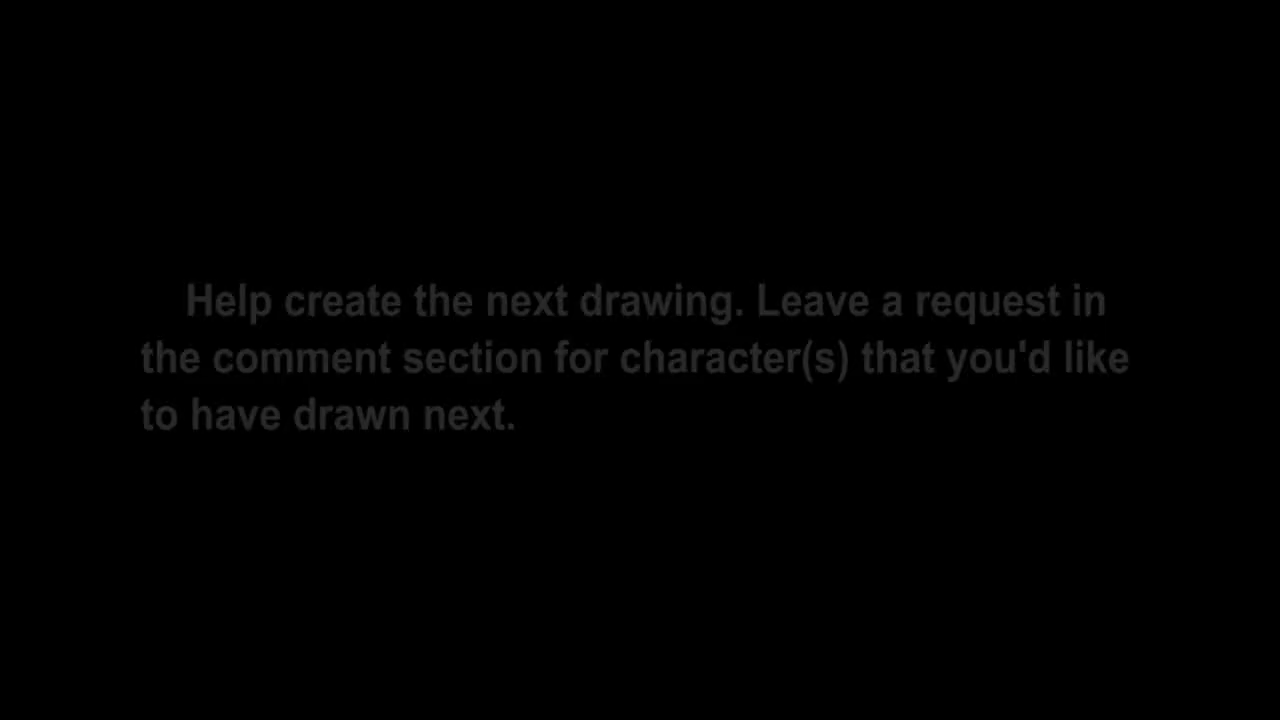 Help create the next drawing. Leave a request in
the comment section for character(s) that you'd like
to have drawn next.